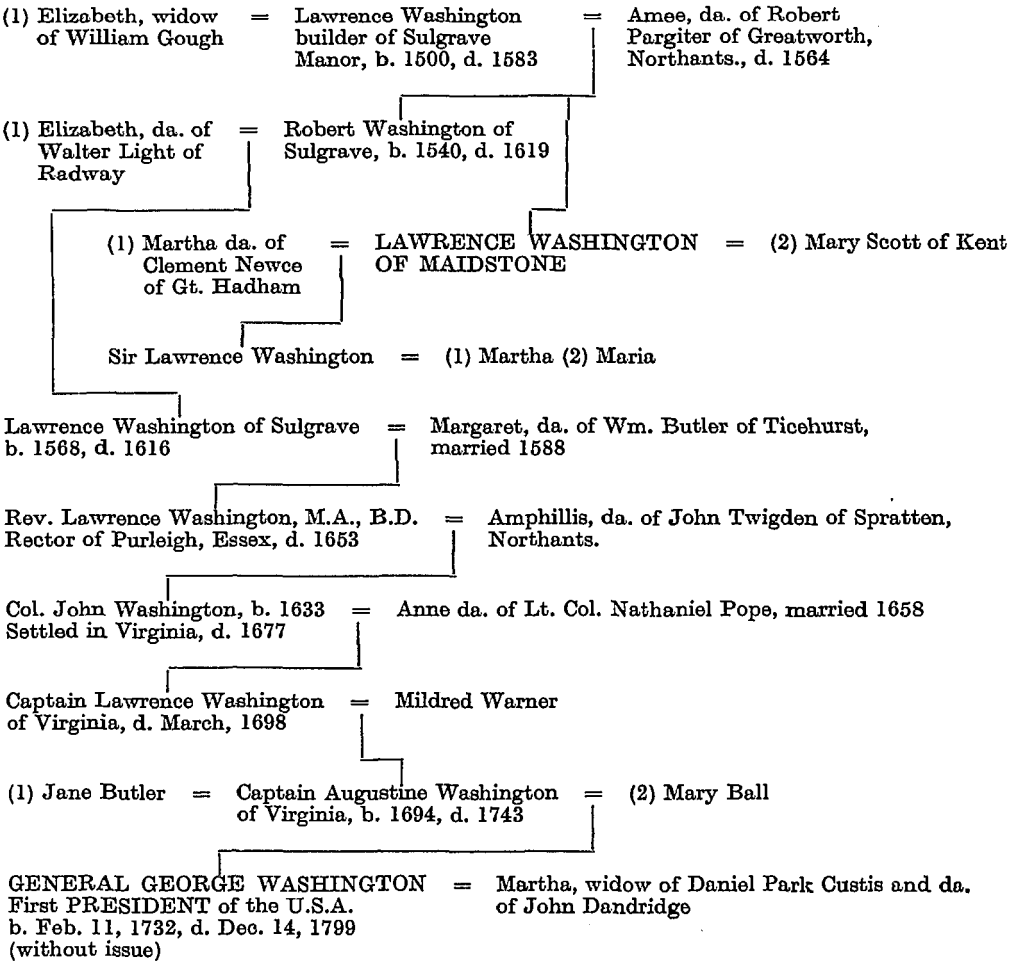 (1) Elizabeth, widow = Lawrence Washington = Amee, da. of Robert
of William Gough builder of Sulgrave Pargiter of Greatworth,
Manor, b. 1500, d. 1583 Northants., d. 1564
(1) Elizabeth, da. of = Robert Washington of
Walter Light of Sulgrave, b. 1540, d. 1619
Radway
(1) Martha da. of = LAWRENCE WASHINGTON = (2) Mary Scott of Kent
Clement Newce OF MAIDSTONE
of Gt. Hadham
Sir Lawrence Washington = (1) Martha (2) Maria
Lawrence Washington of Sulgrave = Margaret, da. of Wm. Butler of Ticehurst,
b. 1568, d. 1616 married 1588
Rev. Lawrence Washington, M.A., B.D. = Amphillis, da. of John Twigden of Spratten,
Rector of Purleigh, Essex, d. 1653 Northants.
Col. John Washington, b. 1633 = Anne da. of Lt. Col. Nathaniel Pope, married 1658
Settled in Virginia, d. 1677
Captain Lawrence Washington = Mildred Warner
of Virginia, d. March, 1698
(1) Jane Butler = Captain Augustine Washington = (2) Mary Ball
of Virginia, b. 1694, d. 1743
GENERAL GEORGE WASHINGTON = Martha, widow of Daniel Park Custis and da.
First PRESIDENT of the U.S.A. of John Dandridge
b. Feb. 11, 1732, d. Dec. 14, 1799
(without issue)